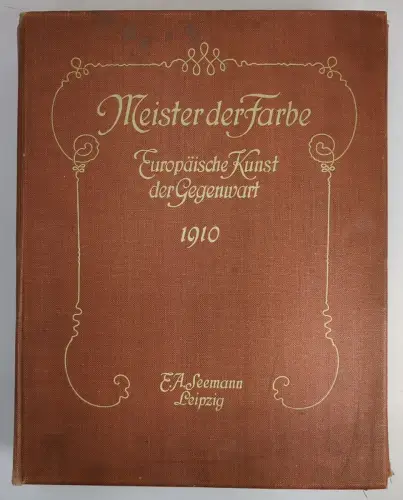 Meister der Farbe
Europäische Kunst
der Gegenwart
1910
E.A. Seemann
Leipzig